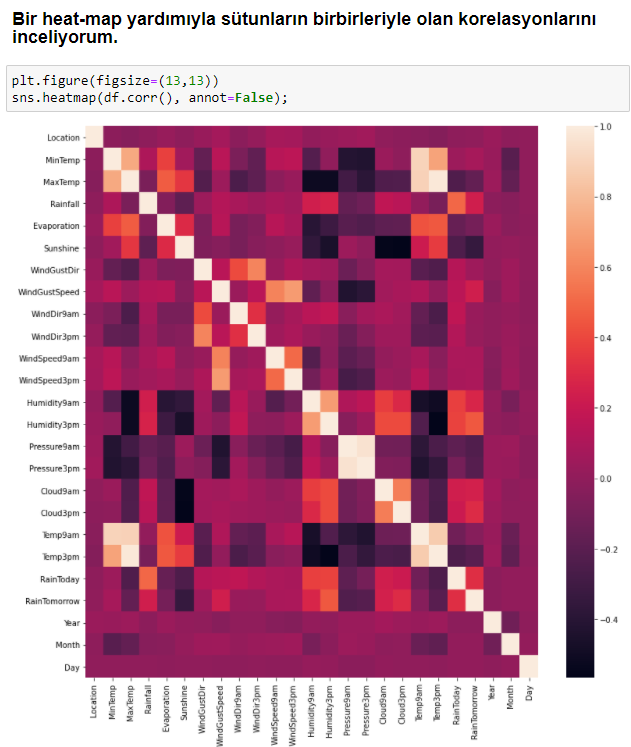 Bir heat-map yardımıyla sütunların birbirleriyle olan korelasyonlarını
inceliyorum.
plt.figure(figsize=(13,13))
sns.heatmap(df.corr(), annot=False);
Location
MinTemp
MaxTemp
Rainfall
Evaporation
Sunshine
WindGustDir
WindGustSpeed
WindDir9am
WindDir3pm
WindSpeed9am
WindSpeed3pm
Humidity9am
Humidity3pm
Pressure9am
Pressure3pm
Cloud9am
Cloud3pm
Temp9am
Temp3pm
RainToday
RainTomorrow
Year
Month
Day
Location
MinTemp
MaxTemp
Rainfall
Evaporation
Sunshine
WindGustDir
WindGustSpeed
WindDir9am
WindDir3pm
WindSpeed9am
WindSpeed3pm
Humidity9am
Humidity3pm
Pressure9am
Pressure3pm
Cloud9am
Cloud3pm
Temp9am
Temp3pm
RainToday
RainTomorrow
Year
Month
Day
1.0
0.8
0.6
0.4
0.2
0.0
−0.2
−0.4